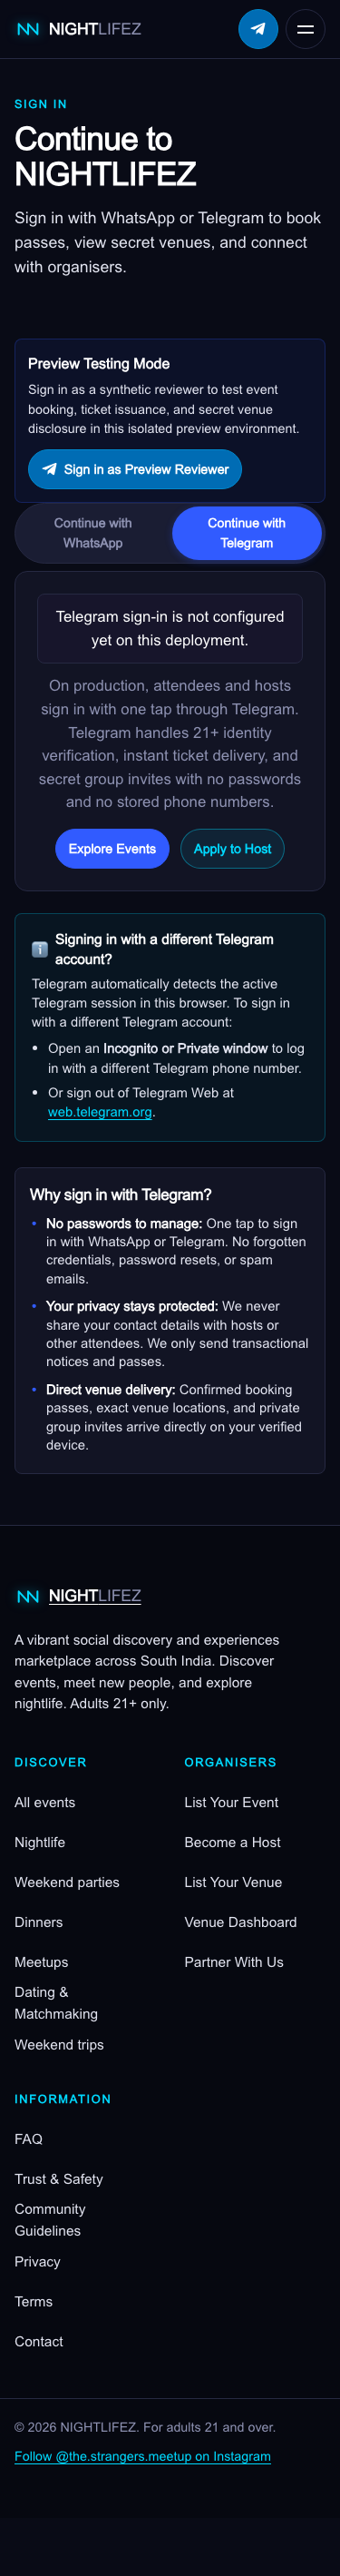 NIGHTLIFEZ
SIGN IN
Continue to
NIGHTLIFEZ
Sign in with WhatsApp or Telegram to book
passes, view secret venues, and connect
with organisers.
Preview Testing Mode
Sign in as a synthetic reviewer to test event
booking, ticket issuance, and secret venue
disclosure in this isolated preview environment.
Sign in as Preview Reviewer
Continue with
WhatsApp
Continue with
Telegram
Telegram sign-in is not configured
yet on this deployment.
On production, attendees and hosts
sign in with one tap through Telegram.
Telegram handles 21+ identity
verification, instant ticket delivery, and
secret group invites with no passwords
and no stored phone numbers.
Explore Events
Apply to Host
Signing in with a different Telegram
account?
Telegram automatically detects the active
Telegram session in this browser. To sign in
with a different Telegram account:
• Open an Incognito or Private window to log
in with a different Telegram phone number.
• Or sign out of Telegram Web at
web.telegram.org.
Why sign in with Telegram?
• No passwords to manage: One tap to sign
in with WhatsApp or Telegram. No forgotten
credentials, password resets, or spam
emails.
• Your privacy stays protected: We never
share your contact details with hosts or
other attendees. We only send transactional
notices and passes.
• Direct venue delivery: Confirmed booking
passes, exact venue locations, and private
group invites arrive directly on your verified
device.
NIGHTLIFEZ
A vibrant social discovery and experiences
marketplace across South India. Discover
events, meet new people, and explore
nightlife. Adults 21+ only.
DISCOVER
All events
Nightlife
Weekend parties
Dinners
Meetups
Dating &
Matchmaking
Weekend trips
ORGANISERS
List Your Event
Become a Host
List Your Venue
Venue Dashboard
Partner With Us
INFORMATION
FAQ
Trust & Safety
Community
Guidelines
Privacy
Terms
Contact
© 2026 NIGHTLIFEZ. For adults 21 and over.
Follow @the.strangers.meetup on Instagram